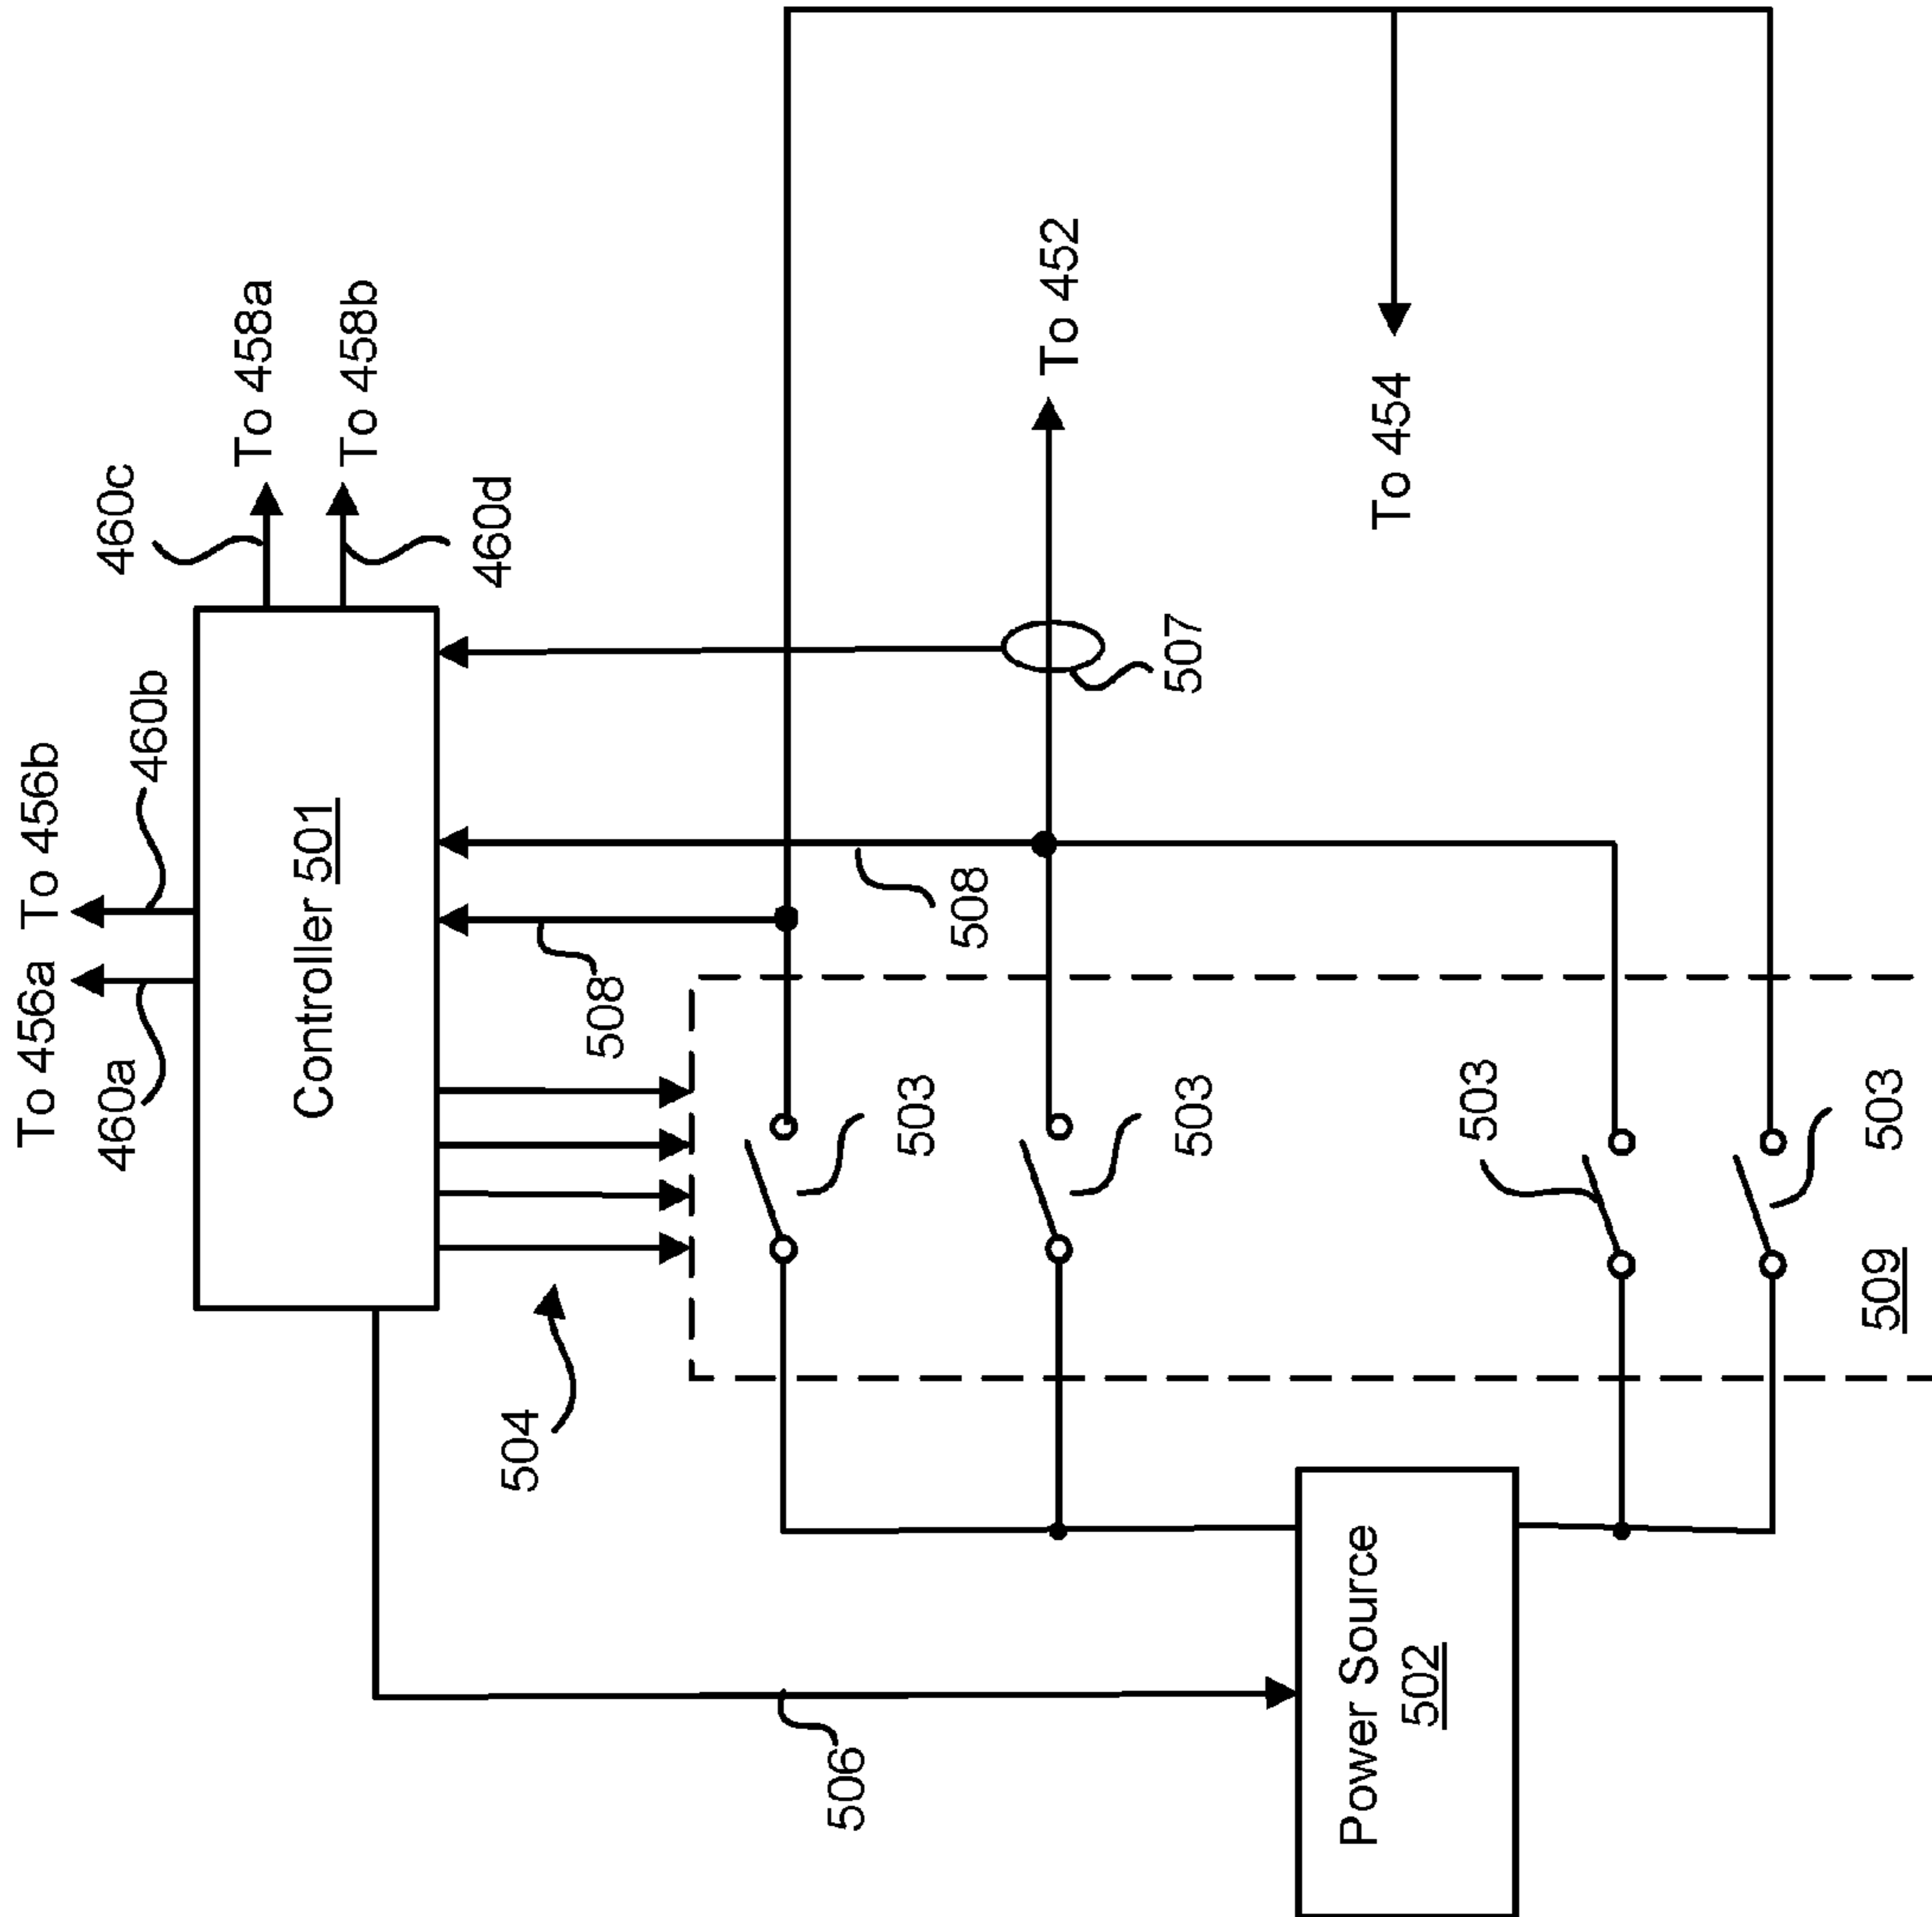 To 456a
To 456b
460a
460b
460c
To 458a
To 458b
460d
Controller 501
504
508
508
507
To 452
To 454
503
503
503
503
509
506
Power Source
502